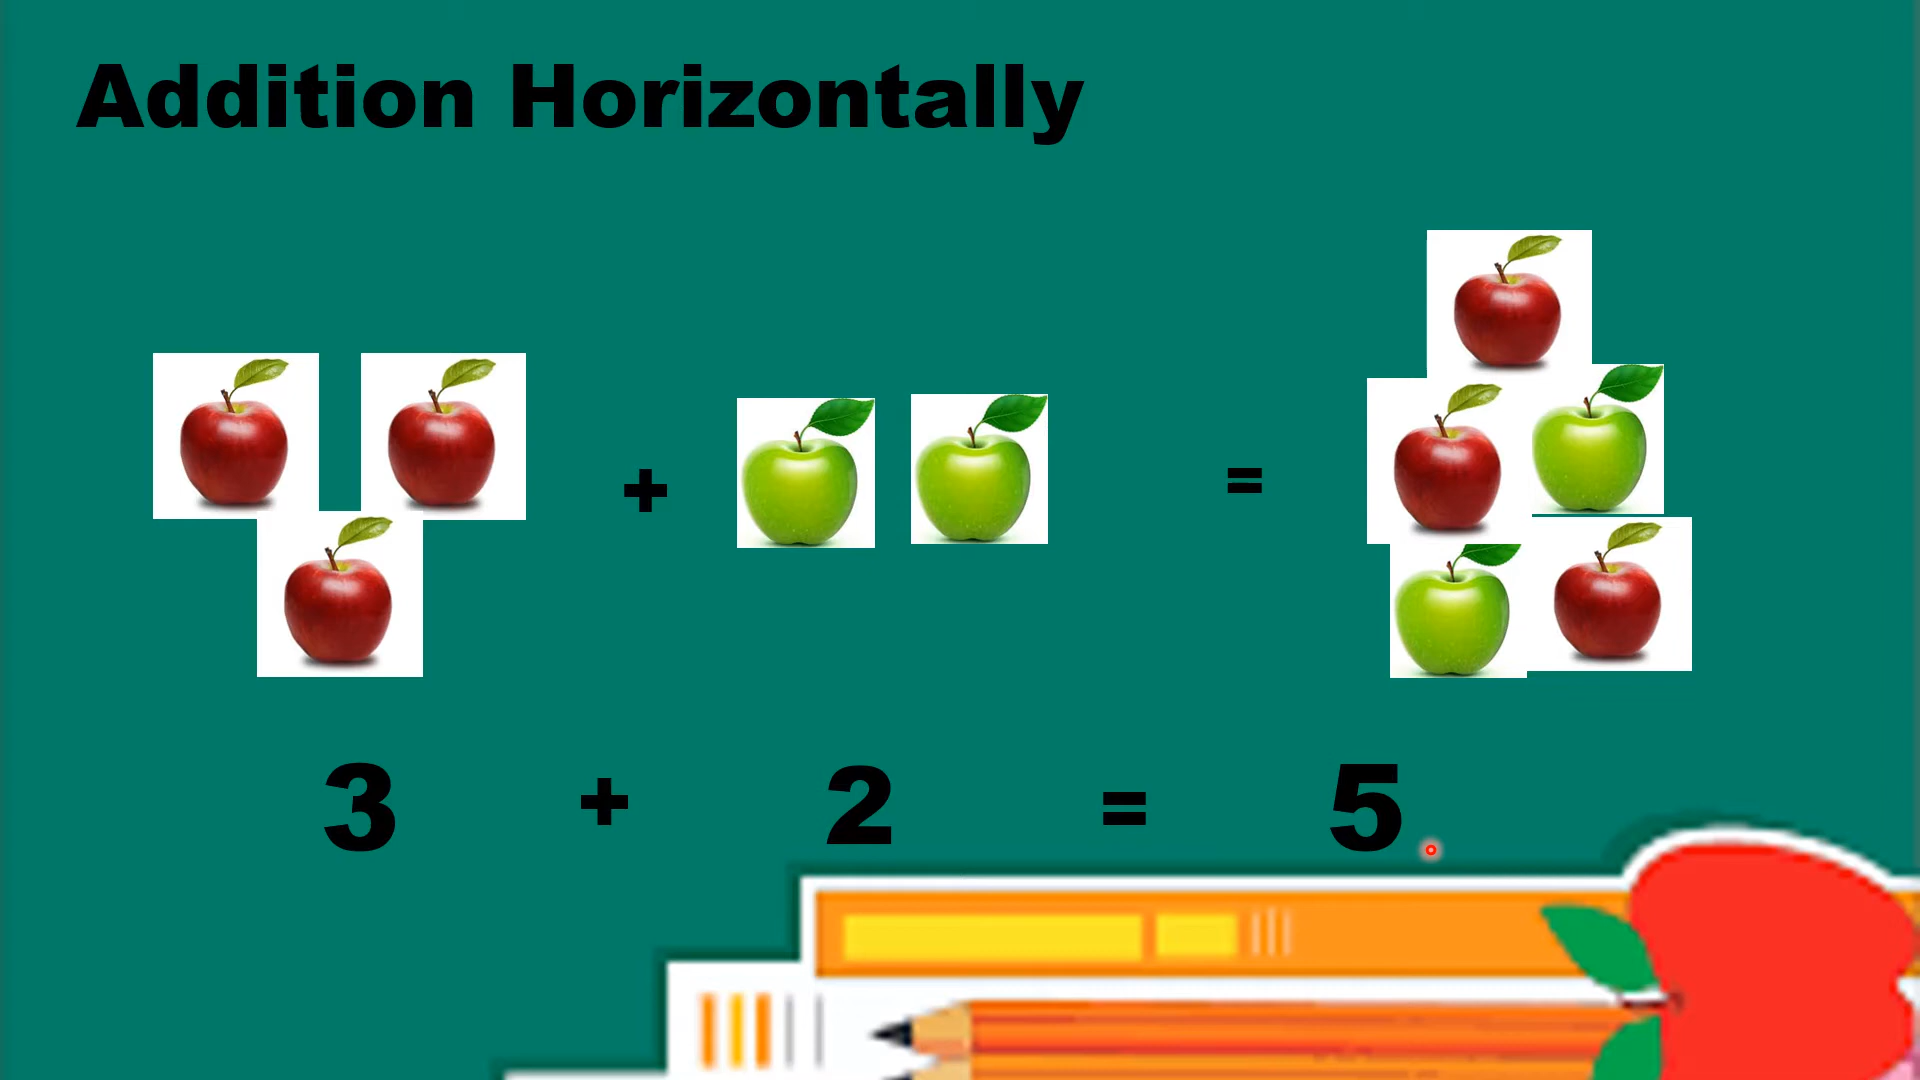 Addition Horizontally
+ =
3 + 2 = 5